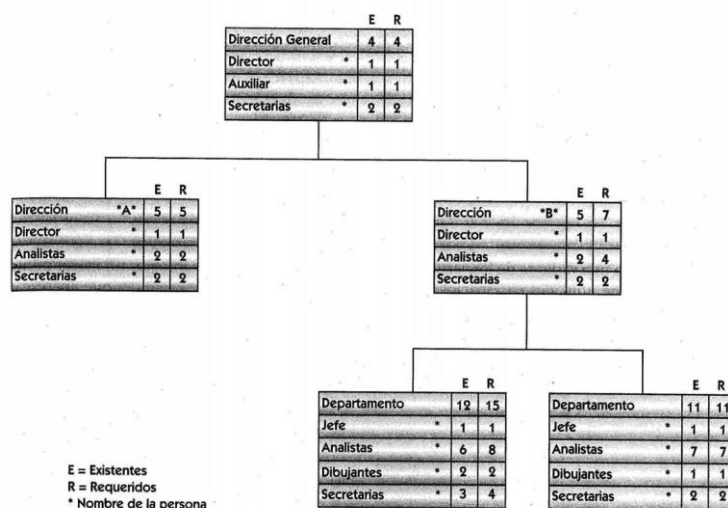 E R
Dirección General 4 4
Director * 1 1
Auxiliar * 1 1
Secretarias * 2 2
E R
Dirección "A" 5 5
Director * 1 1
Analistas * 2 2
Secretarias * 2 2
E R
Dirección "B" 5 7
Director * 1 1
Analistas * 2 4
Secretarias * 2 2
E R
Departamento 12 15
Jefe * 1 1
Analistas * 6 8
Dibujantes * 2 2
Secretarias * 3 4
E R
Departamento 11 11
Jefe * 1 1
Analistas * 7 7
Dibujantes * 1 1
Secretarias * 2 2
E = Existentes
R = Requeridos
* Nombre de la persona